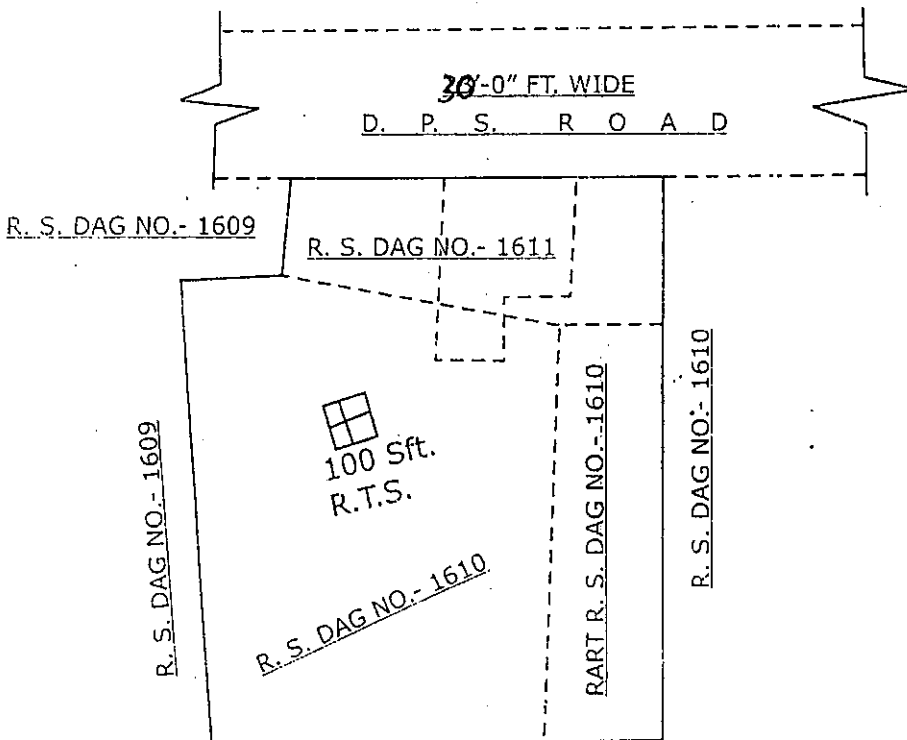 30'-0" FT. WIDE
D. P. S. ROAD
R. S. DAG NO.- 1609
R. S. DAG NO.- 1611
100 Sft.
R.T.S.
R. S. DAG NO.- 1609
R. S. DAG NO.- 1610
RART R. S. DAG NO.- 1610
R. S. DAG NO.- 1610